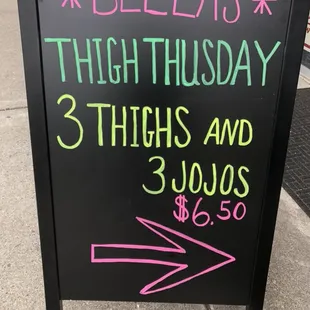 THIGH THUSDAY
3 THIGHS AND
3 JOJOS
$6.50